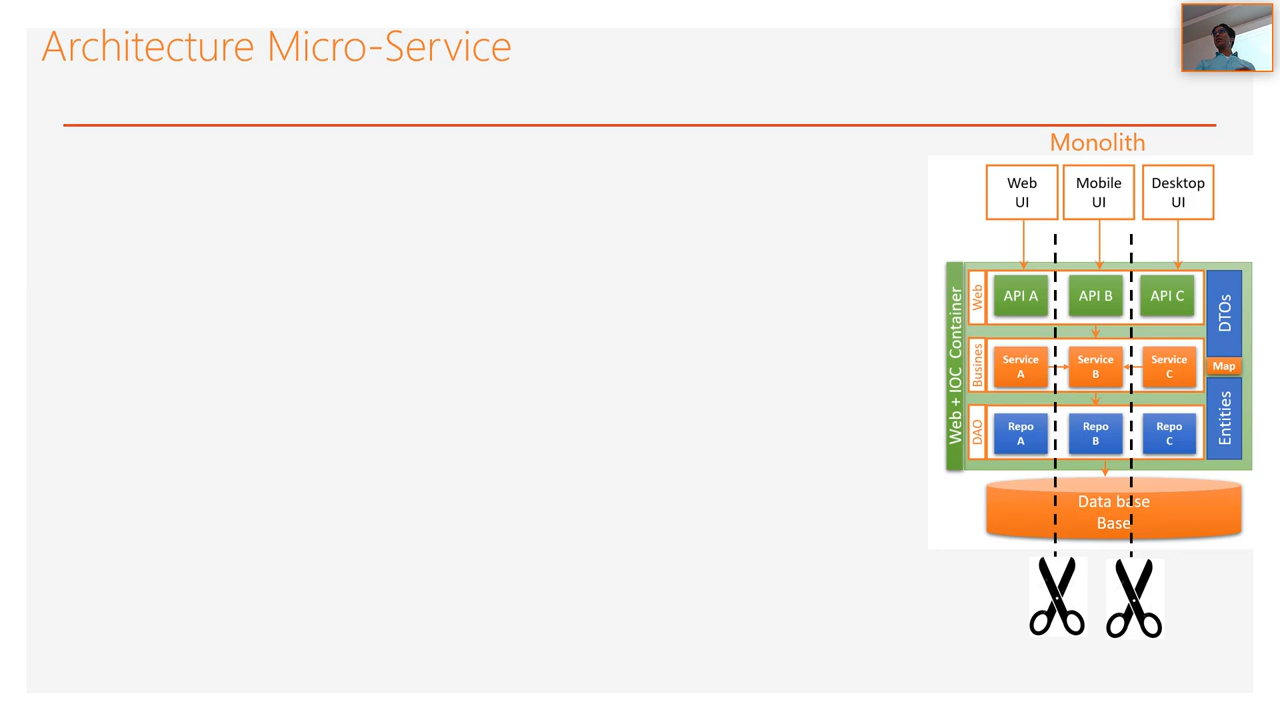 Architecture Micro-Service
Monolith
Web
UI
Mobile
UI
Desktop
UI
Web + IOC Container
Web
API A
API B
API C
DTOs
Busines
Service
A
Service
B
Service
C
Map
DAO
Repo
A
Repo
B
Repo
C
Entities
Data base
Base